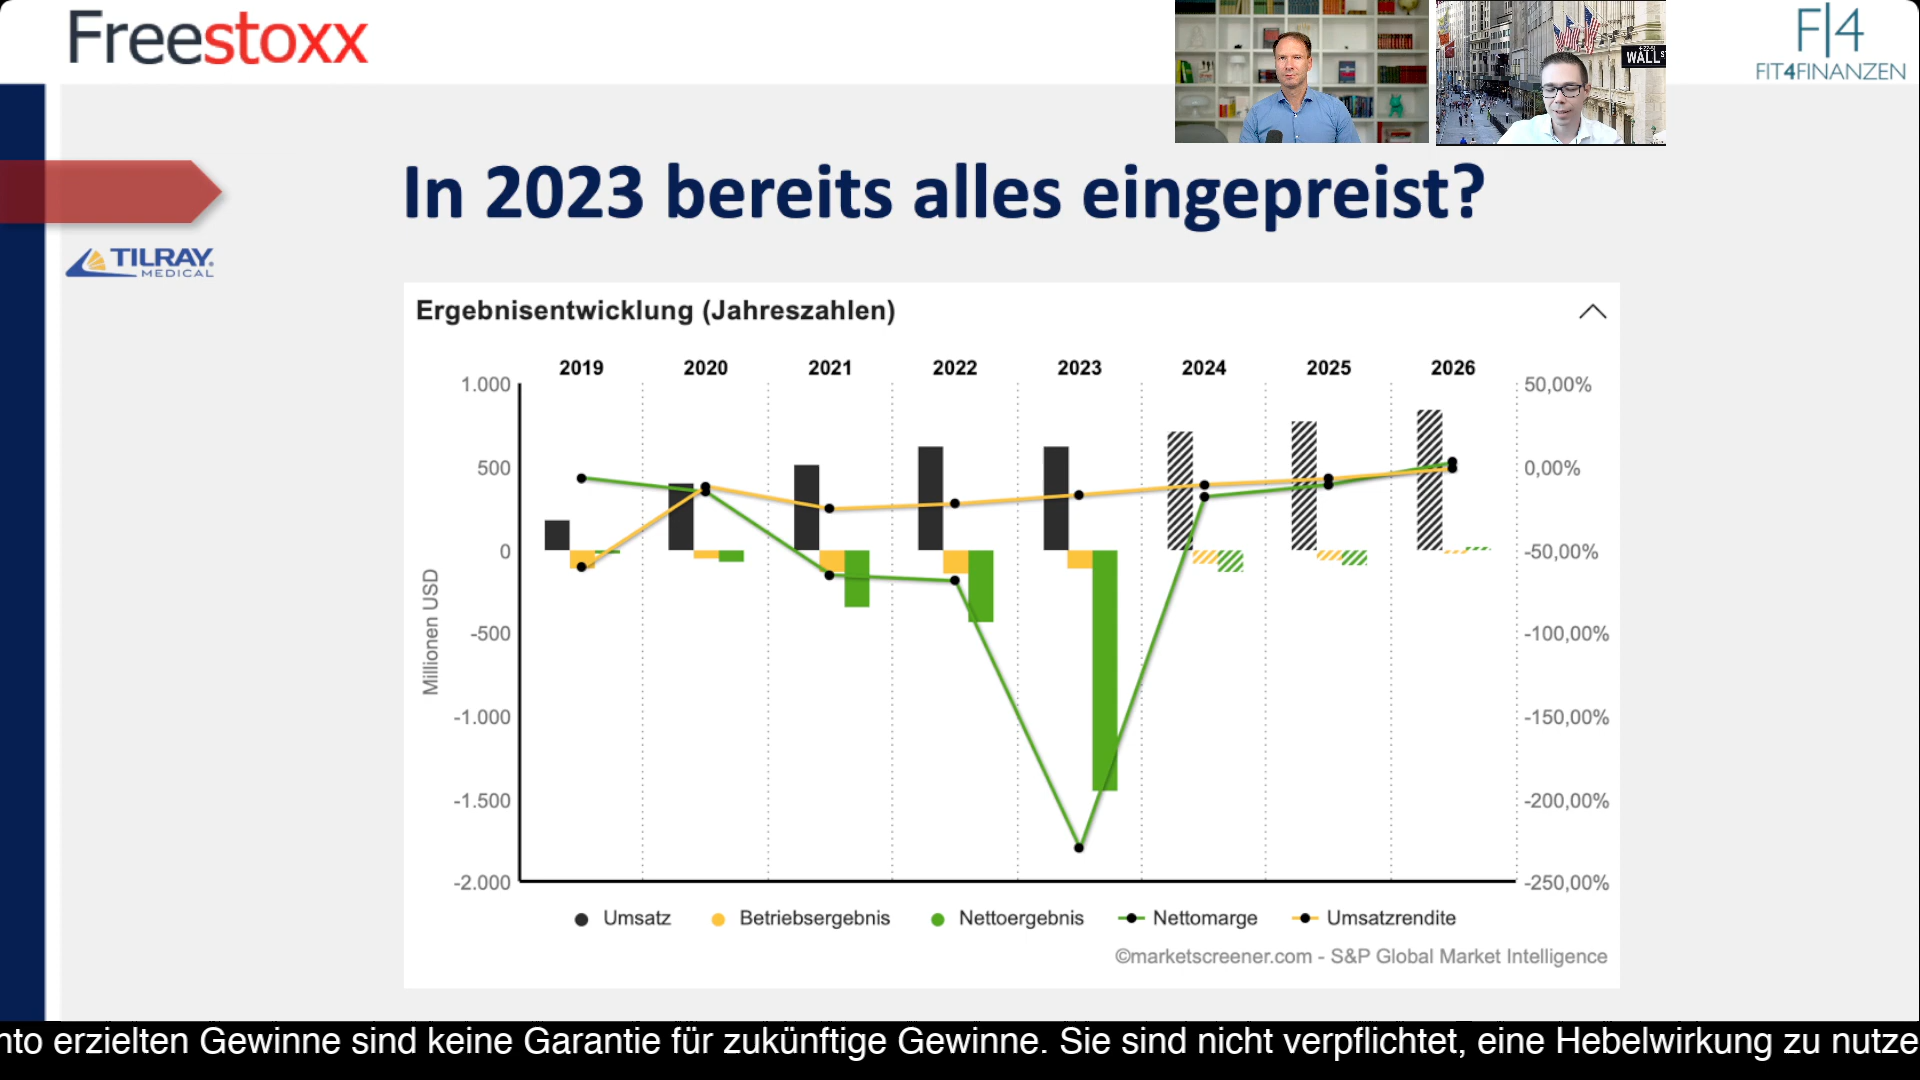 Freestoxx
WALL ST
F|4
FIT4FINANZEN
In 2023 bereits alles eingepreist?
TILRAY
MEDICAL
Ergebnisentwicklung (Jahreszahlen)
2019 2020 2021 2022 2023 2024 2025 2026
1.000 50,00%
500 0,00%
0 -50,00%
-500 -100,00%
-1.000 -150,00%
-1.500 -200,00%
-2.000 -250,00%
Millionen USD
Umsatz Betriebsergebnis Nettoergebnis Nettomarge Umsatzrendite
©marketscreener.com - S&P Global Market Intelligence
nto erzielten Gewinne sind keine Garantie für zukünftige Gewinne. Sie sind nicht verpflichtet, eine Hebelwirkung zu nutze